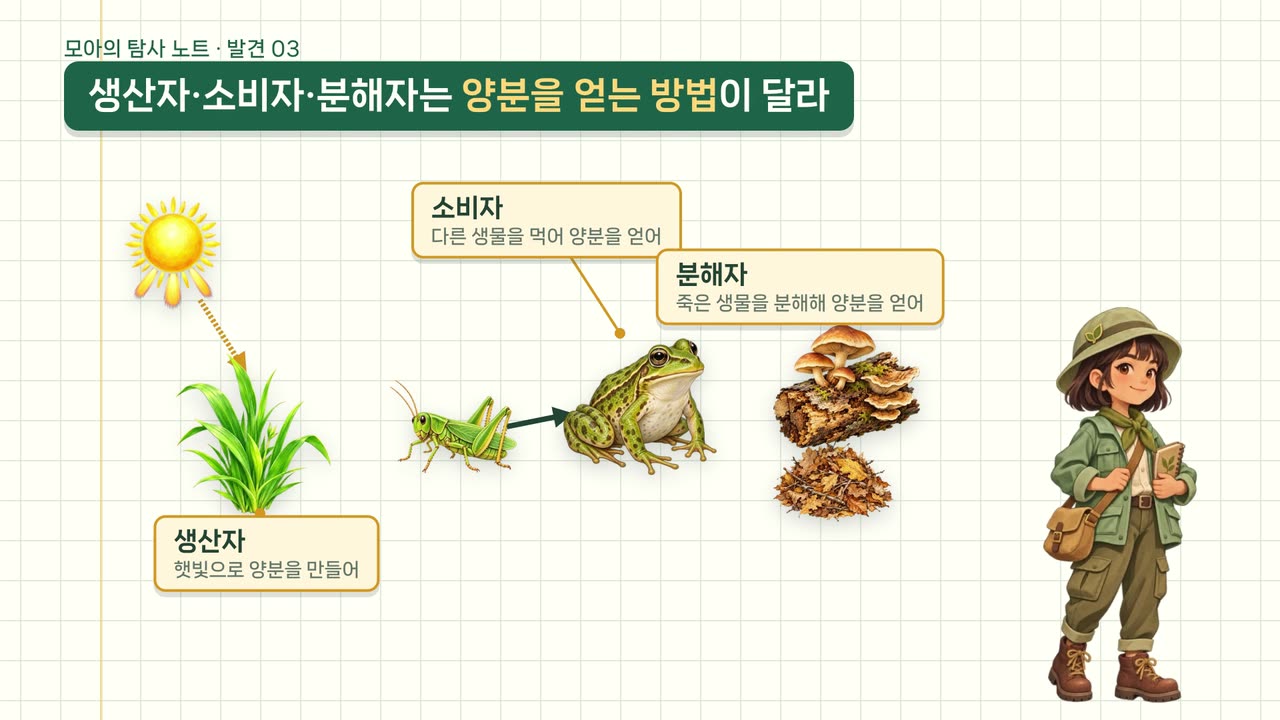 모아의 탐사 노트 · 발견 03
생산자·소비자·분해자는 양분을 얻는 방법이 달라
소비자
다른 생물을 먹어 양분을 얻어
분해자
죽은 생물을 분해해 양분을 얻어
생산자
햇빛으로 양분을 만들어